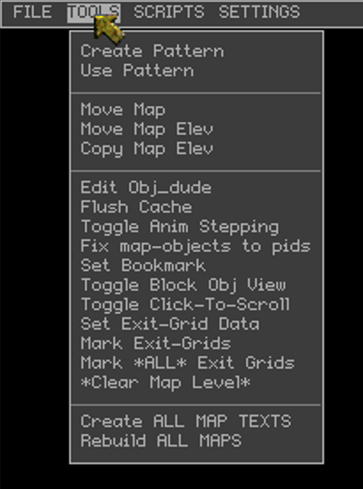 FILE TOOLS SCRIPTS SETTINGS
Create Pattern
Use Pattern
Move Map
Move Map Elev
Copy Map Elev
Edit Obj_dude
Flush Cache
Toggle Anim Stepping
Fix map-objects to pids
Set Bookmark
Toggle Block Obj View
Toggle Click-To-Scroll
Set Exit-Grid Data
Mark Exit-Grids
Mark *ALL* Exit Grids
*Clear Map Level*
Create ALL MAP TEXTS
Rebuild ALL MAPS